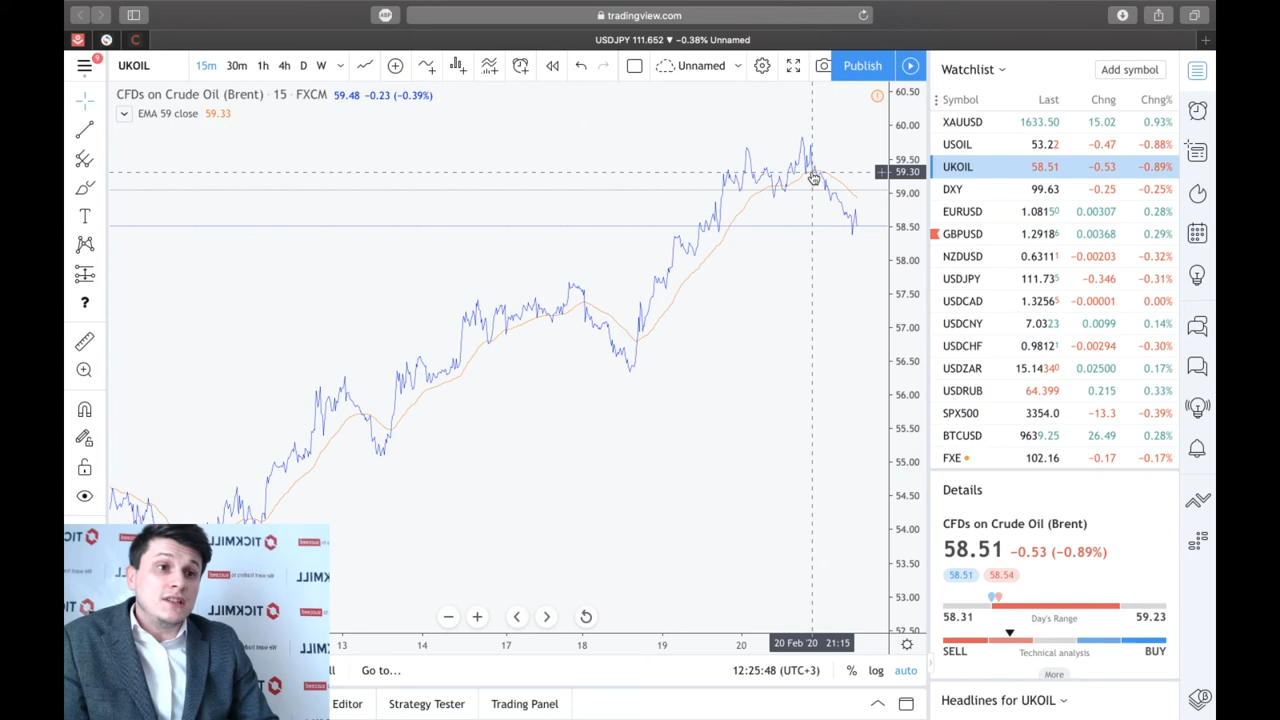 ABP
tradingview.com
USDJPY 111.652 ▼ −0.38% Unnamed
9
UKOIL
15m 30m 1h 4h D W
Unnamed
Publish
CFDs on Crude Oil (Brent) · 15 · FXCM 59.48 −0.23 (−0.39%)
EMA 59 close 59.33
60.50
60.00
59.50
59.30
59.00
58.50
58.00
57.50
57.00
56.50
56.00
55.50
55.00
54.50
54.00
53.50
53.00
52.50
13 14 17 18 19 20
20 Feb '20 21:15
Go to...
12:25:48 (UTC+3)
% log auto
Editor
Strategy Tester
Trading Panel
Watchlist
Add symbol
Symbol Last Chng Chng%
XAUUSD 1633.50 15.02 0.93%
USOIL 53.22 −0.47 −0.88%
UKOIL 58.51 −0.53 −0.89%
DXY 99.63 −0.25 −0.25%
EURUSD 1.08150 0.00307 0.28%
GBPUSD 1.29186 0.00368 0.29%
NZDUSD 0.63111 −0.00203 −0.32%
USDJPY 111.735 −0.346 −0.31%
USDCAD 1.32565 −0.00001 0.00%
USDCNY 7.0323 0.0099 0.14%
USDCHF 0.98121 −0.00294 −0.30%
USDZAR 15.14340 0.02500 0.17%
USDRUB 64.399 0.215 0.33%
SPX500 3354.0 −13.3 −0.39%
BTCUSD 9639.25 26.49 0.28%
FXE 102.16 −0.17 −0.17%
Details
CFDs on Crude Oil (Brent)
58.51 −0.53 (−0.89%)
58.51 58.54
58.31 Day's Range 59.23
SELL Technical analysis BUY
More
Headlines for UKOIL
TICKMILL
TICKMILL
TICKMILL
TICKMILL